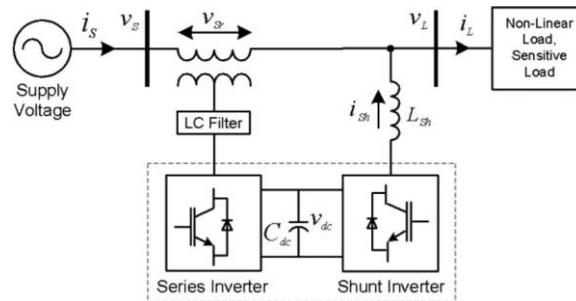 i_S
v_S
v_Sr
v_L
i_L
Non-Linear
Load,
Sensitive
Load
Supply
Voltage
LC Filter
i_Sh
L_Sh
C_dc
v_dc
Series Inverter
Shunt Inverter